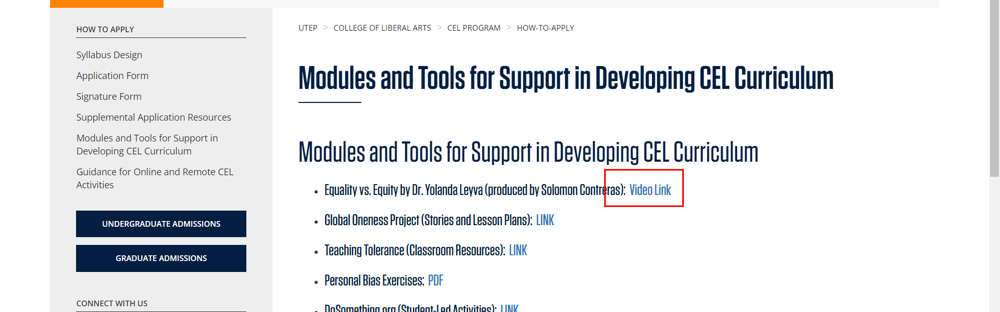 HOW TO APPLY
Syllabus Design
Application Form
Signature Form
Supplemental Application Resources
Modules and Tools for Support in
Developing CEL Curriculum
Guidance for Online and Remote CEL
Activities
UNDERGRADUATE ADMISSIONS
GRADUATE ADMISSIONS
CONNECT WITH US
UTEP > COLLEGE OF LIBERAL ARTS > CEL PROGRAM > HOW-TO-APPLY
Modules and Tools for Support in Developing CEL Curriculum
Modules and Tools for Support in Developing CEL Curriculum
• Equality vs. Equity by Dr. Yolanda Leyva (produced by Solomon Contreras): Video Link
• Global Oneness Project (Stories and Lesson Plans): LINK
• Teaching Tolerance (Classroom Resources): LINK
• Personal Bias Exercises: PDF
• DoSomething.org (Student-Led Activities): LINK